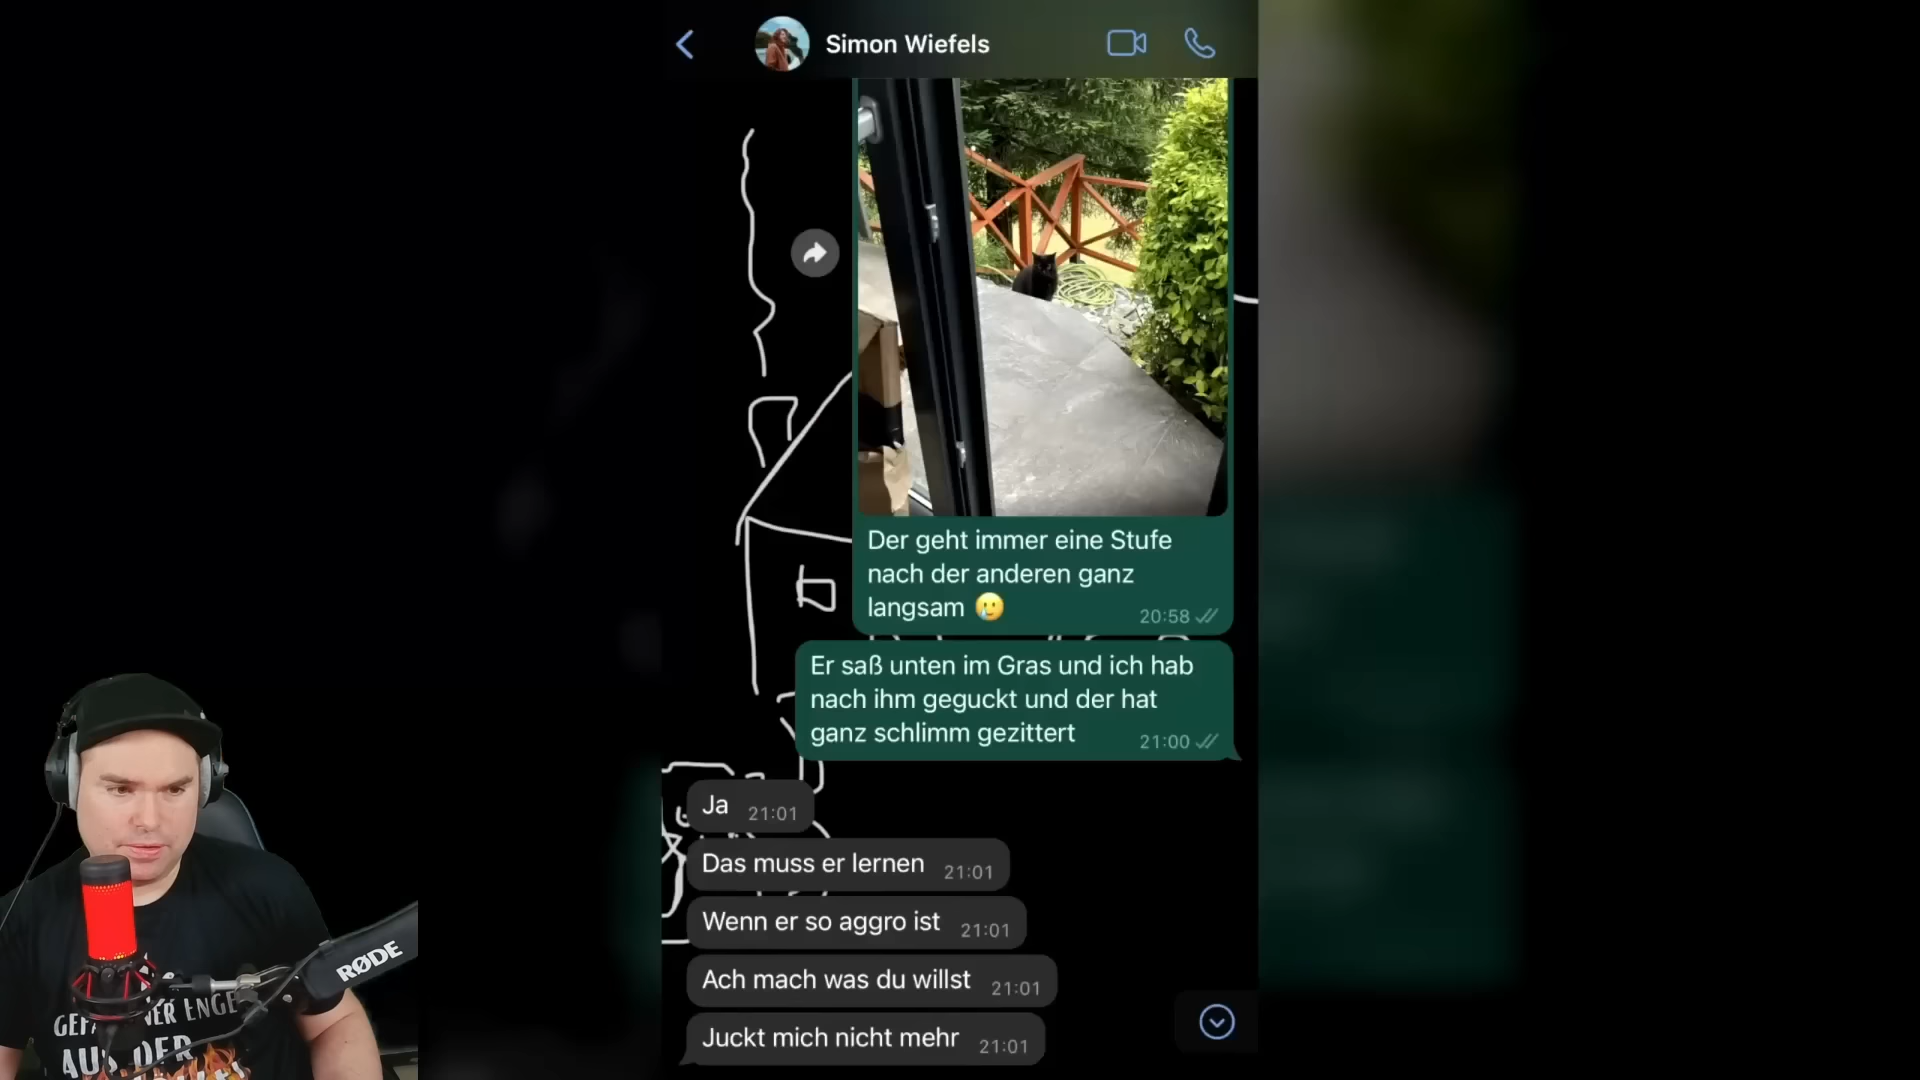 Simon Wiefels
Der geht immer eine Stufe
nach der anderen ganz
langsam 🥲
20:58
Er saß unten im Gras und ich hab
nach ihm geguckt und der hat
ganz schlimm gezittert
21:00
Ja 21:01
Das muss er lernen 21:01
Wenn er so aggro ist 21:01
Ach mach was du willst 21:01
Juckt mich nicht mehr 21:01
RØDE
AUS DER